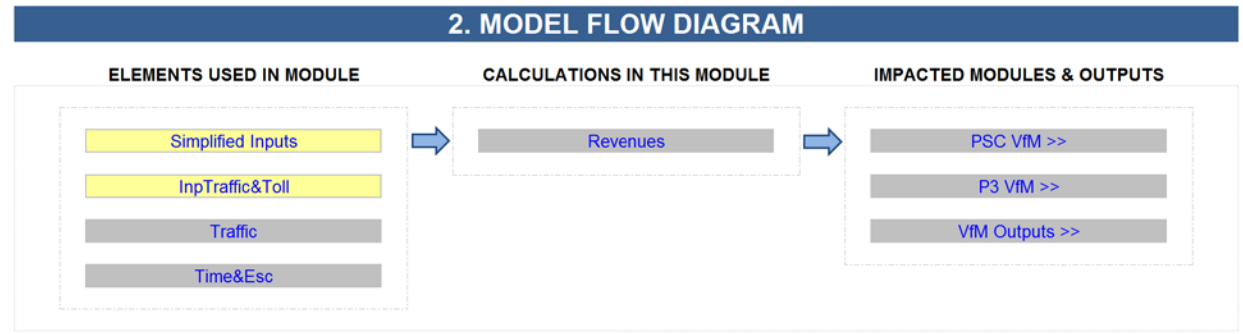 2. MODEL FLOW DIAGRAM
ELEMENTS USED IN MODULE
CALCULATIONS IN THIS MODULE
IMPACTED MODULES & OUTPUTS
Simplified Inputs
InpTraffic&Toll
Traffic
Time&Esc
Revenues
PSC VfM >>
P3 VfM >>
VfM Outputs >>